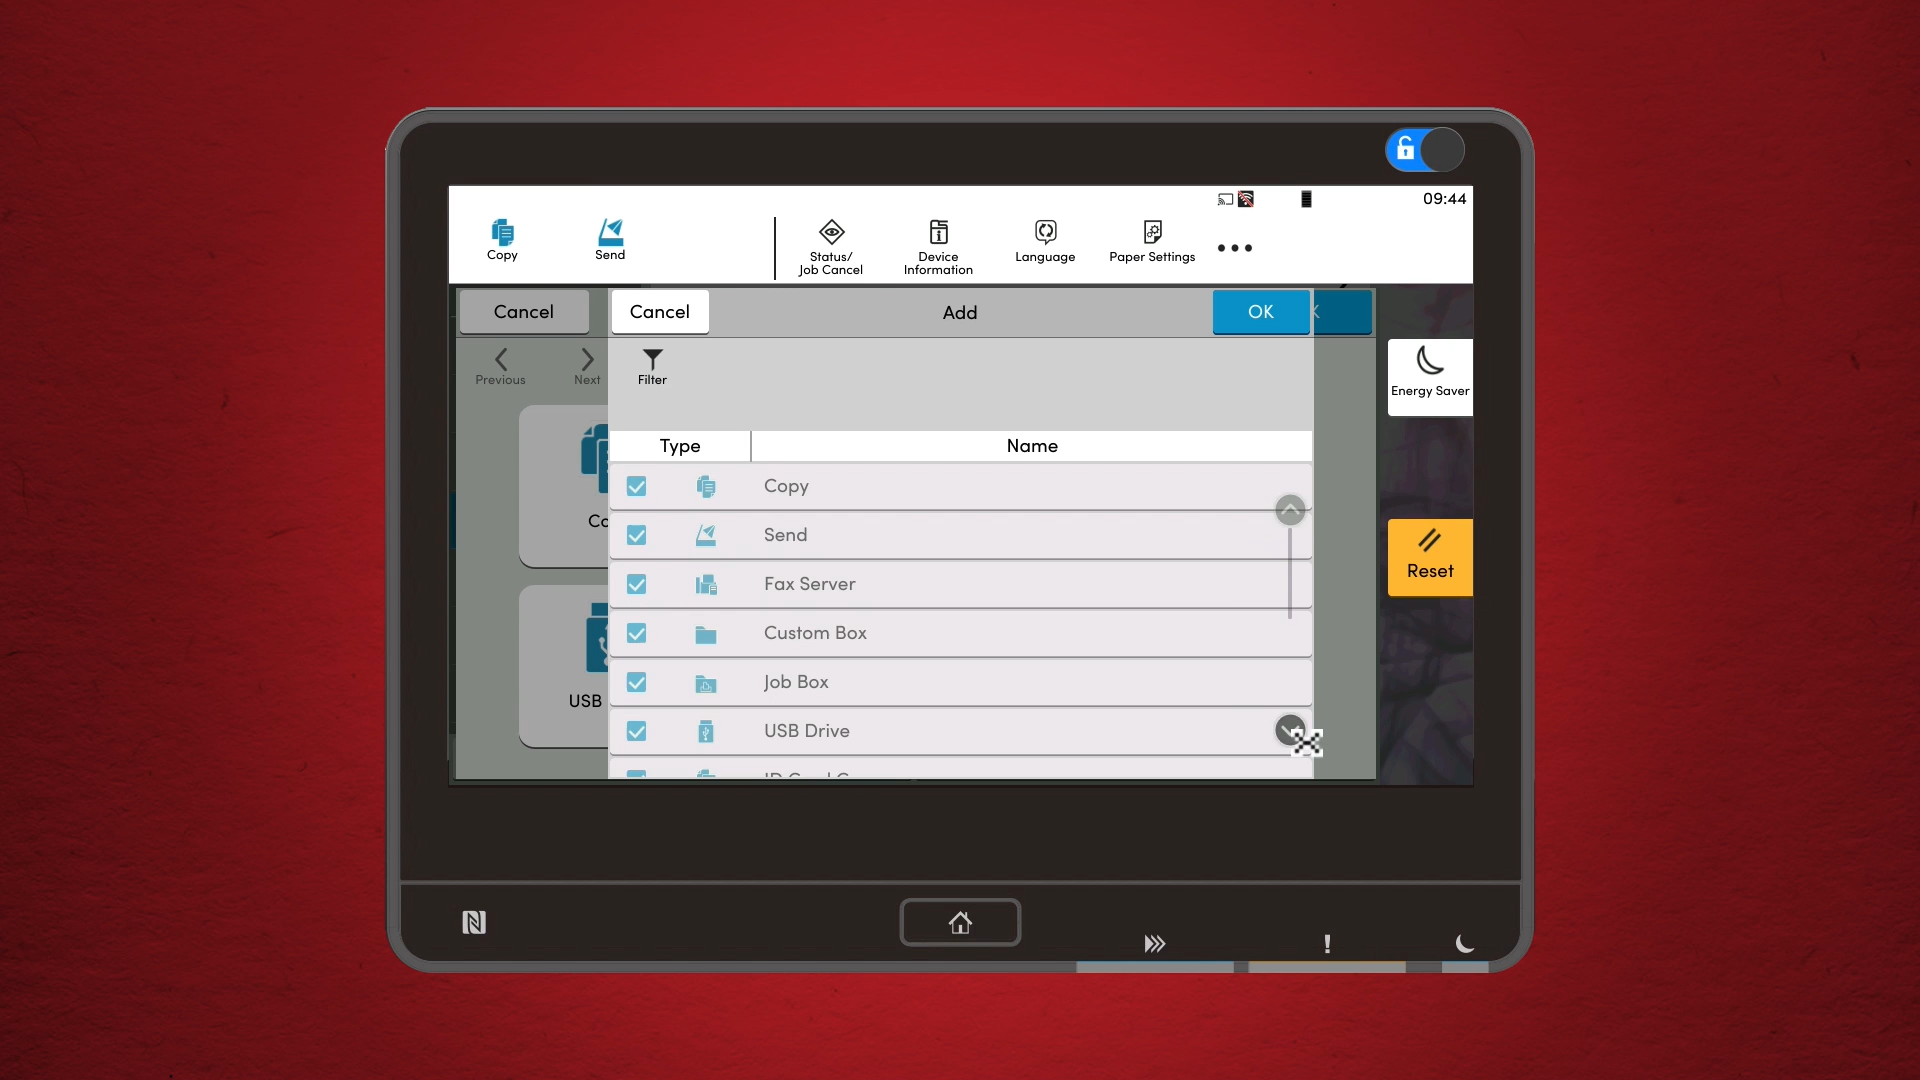 09:44
Copy
Send
Status/
Job Cancel
Device
Information
Language
Paper Settings
Cancel
Cancel
Add
OK
K
Previous
Next
Filter
Energy Saver
Type
Name
Copy
Send
Co
Fax Server
Reset
Custom Box
Job Box
USB
USB Drive